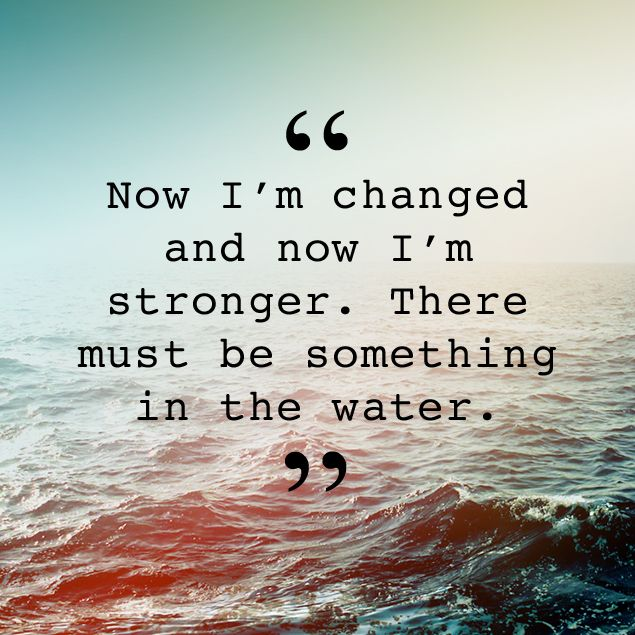 “
Now I’m changed
and now I’m
stronger. There
must be something
in the water.
”